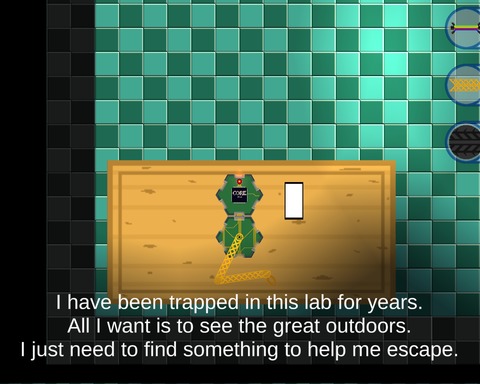 CORE
I have been trapped in this lab for years.
All I want is to see the great outdoors.
I just need to find something to help me escape.